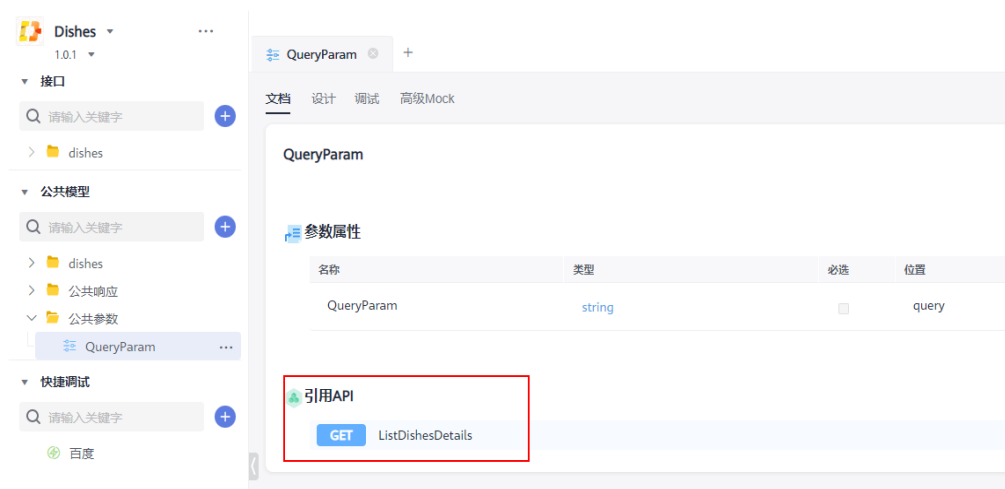 Dishes
1.0.1
接口
请输入关键字
dishes
公共模型
请输入关键字
dishes
公共响应
公共参数
QueryParam
快捷调试
请输入关键字
百度
QueryParam
文档 设计 调试 高级Mock
QueryParam
参数属性
名称 类型 必选 位置
QueryParam string query
引用API
GET ListDishesDetails